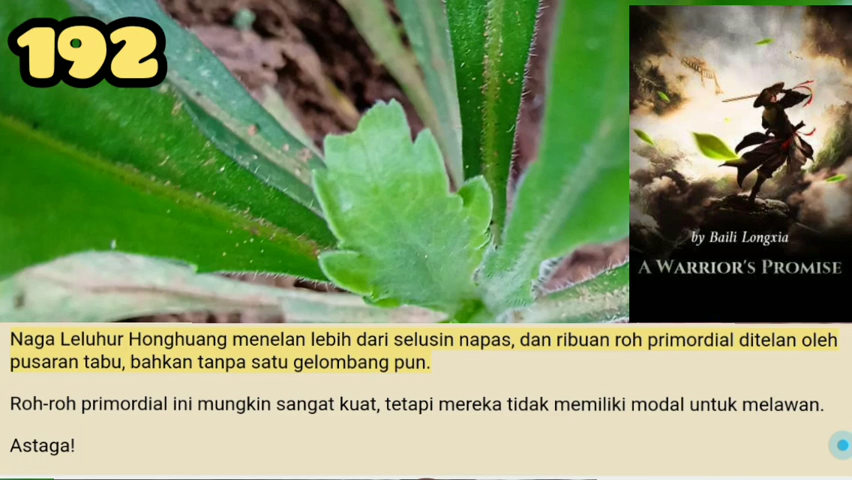 192
by Baili Longxia
A WARRIOR'S PROMISE
Naga Leluhur Honghuang menelan lebih dari selusin napas, dan ribuan roh primordial ditelan oleh
pusaran tabu, bahkan tanpa satu gelombang pun.
Roh-roh primordial ini mungkin sangat kuat, tetapi mereka tidak memiliki modal untuk melawan.
Astaga!